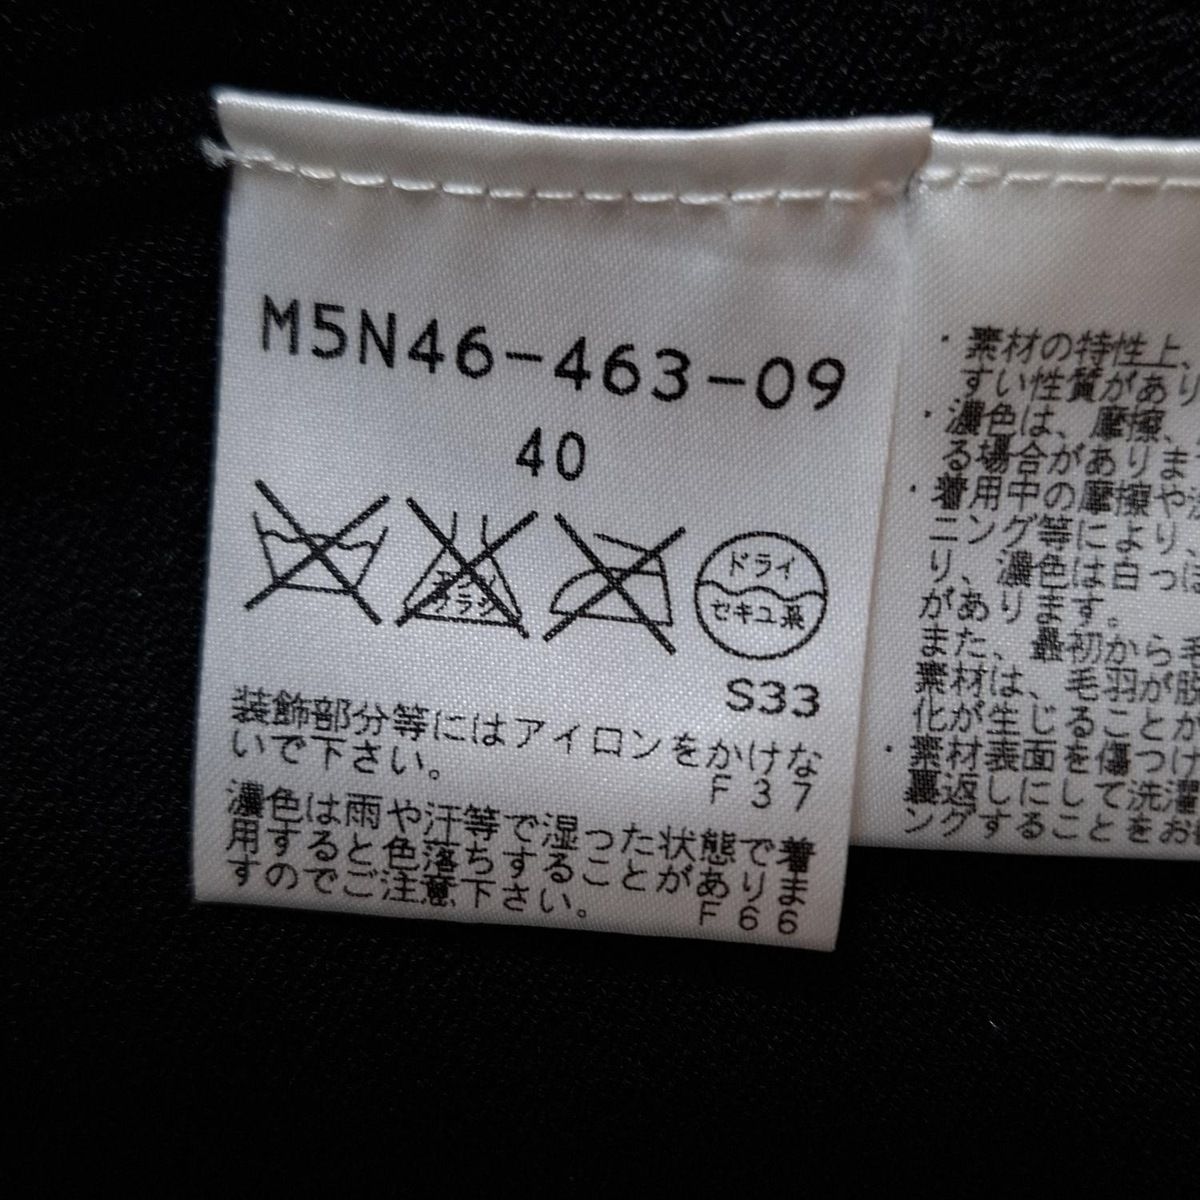 M5N46-463-09
40
エンソ
サラシ
ドライ
セキユ系
S33
装飾部分等にはアイロンをかけな
いで下さい。
F37
濃色は雨や汗等で湿った状態で着
用すると色落ちすることがありま
すのでご注意下さい。
F66
・素材の特性上、
すい性質があり
・濃色は、摩擦、
る場合がありま
・着用中の摩擦や
ニング等により、
り、濃色は白っぽ
があります。
また、最初から毛
素材は、毛羽が脱
化が生じることが
・素材表面を傷つけ
裏返しにして洗濯
ングすることをお